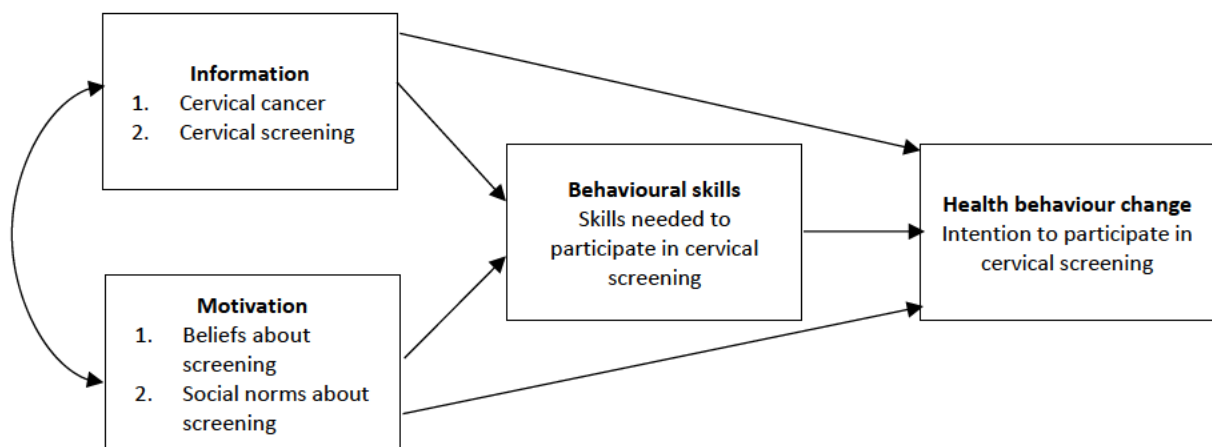 Information
1. Cervical cancer
2. Cervical screening
Motivation
1. Beliefs about
screening
2. Social norms about
screening
Behavioural skills
Skills needed to
participate in cervical
screening
Health behaviour change
Intention to participate in
cervical screening